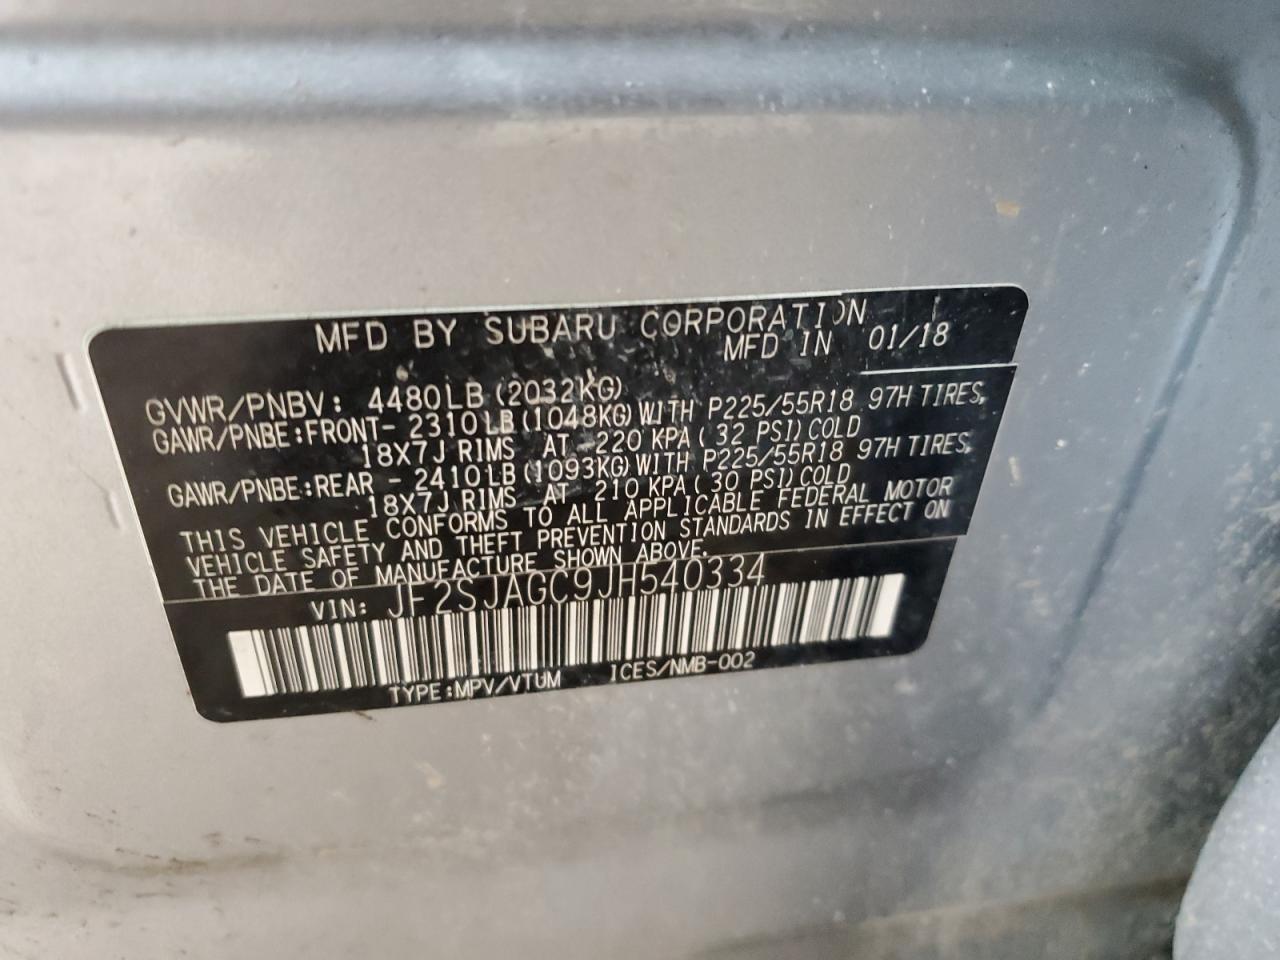 MFD BY SUBARU CORPORATION
MFD IN 01/18
GVWR/PNBV: 4480LB(2032KG)
GAWR/PNBE:FRONT- 2310LB(1048KG)WITH P225/55R18 97H TIRES,
18X7J RIMS AT 220 KPA( 32 PSI)COLD
GAWR/PNBE:REAR - 2410LB(1093KG)WITH P225/55R18 97H TIRES,
18X7J RIMS AT 210 KPA( 30 PSI)COLD
THIS VEHICLE CONFORMS TO ALL APPLICABLE FEDERAL MOTOR
VEHICLE SAFETY AND THEFT PREVENTION STANDARDS IN EFFECT ON
THE DATE OF MANUFACTURE SHOWN ABOVE.
VIN: JF2SJAGC9JH540334
TYPE:MPV/VTUM ICES/NMB-002